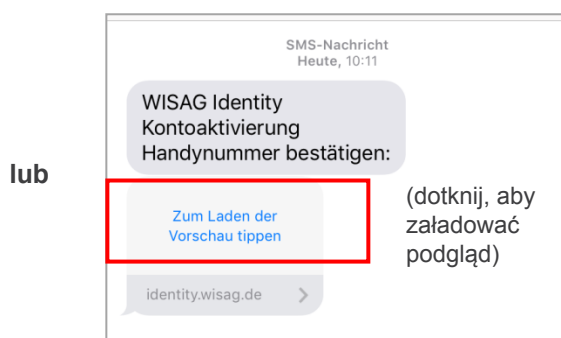 SMS-Nachricht
Heute, 10:11
WISAG Identity
Kontoaktivierung
Handynummer bestätigen:
lub
Zum Laden der
Vorschau tippen
(dotknij, aby
załadować
podgląd)
identity.wisag.de